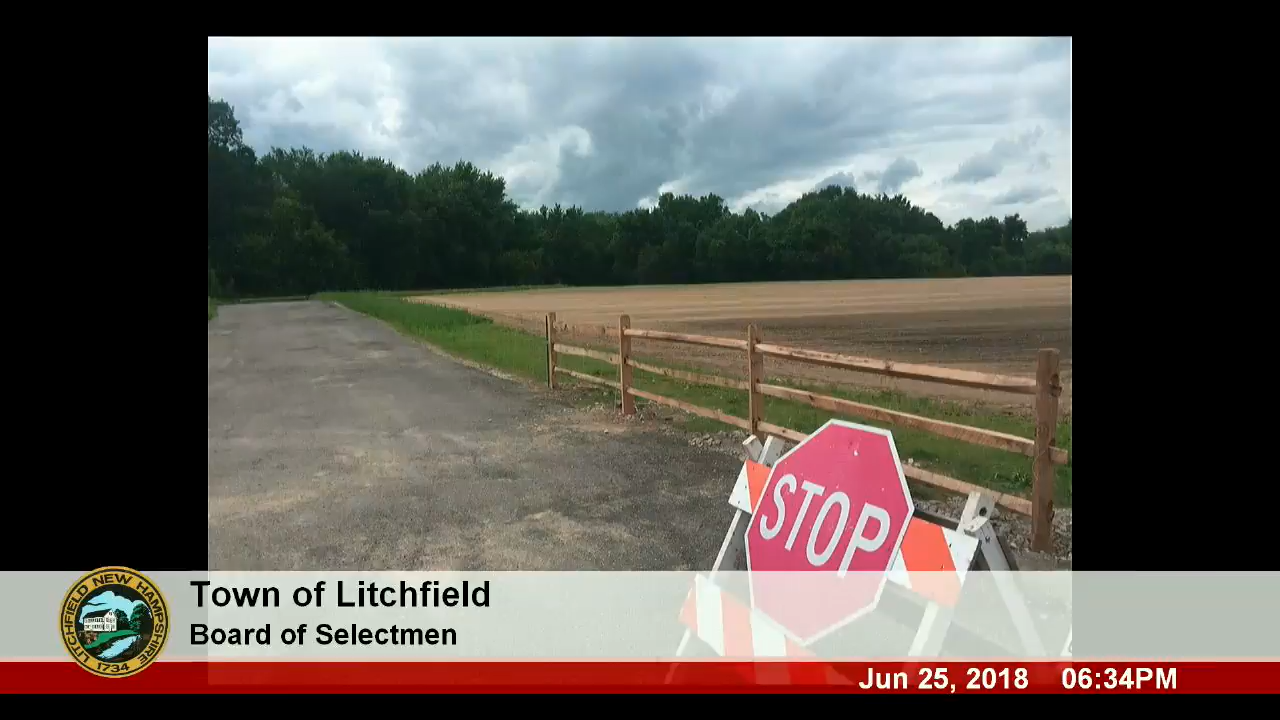 STOP
LITCHFIELD NEW HAMPSHIRE
1734
Town of Litchfield
Board of Selectmen
Jun 25, 2018 06:34PM